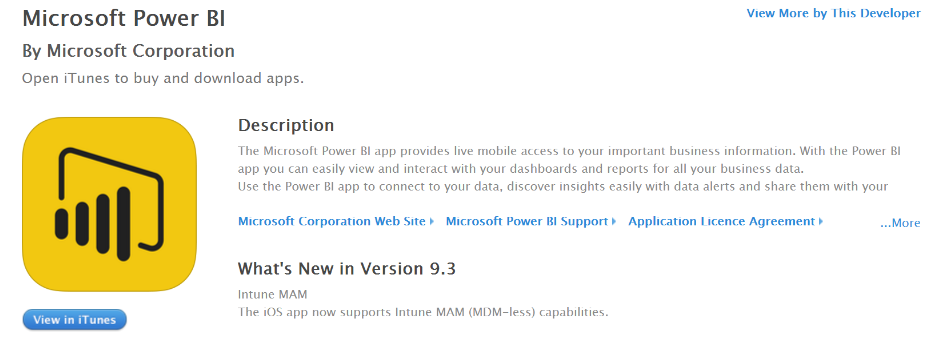 Microsoft Power BI
View More by This Developer
By Microsoft Corporation
Open iTunes to buy and download apps.
Description
The Microsoft Power BI app provides live mobile access to your important business information. With the Power BI
app you can easily view and interact with your dashboards and reports for all your business data.
Use the Power BI app to connect to your data, discover insights easily with data alerts and share them with your
Microsoft Corporation Web Site Microsoft Power BI Support Application Licence Agreement ...More
What's New in Version 9.3
Intune MAM
The iOS app now supports Intune MAM (MDM-less) capabilities.
View in iTunes